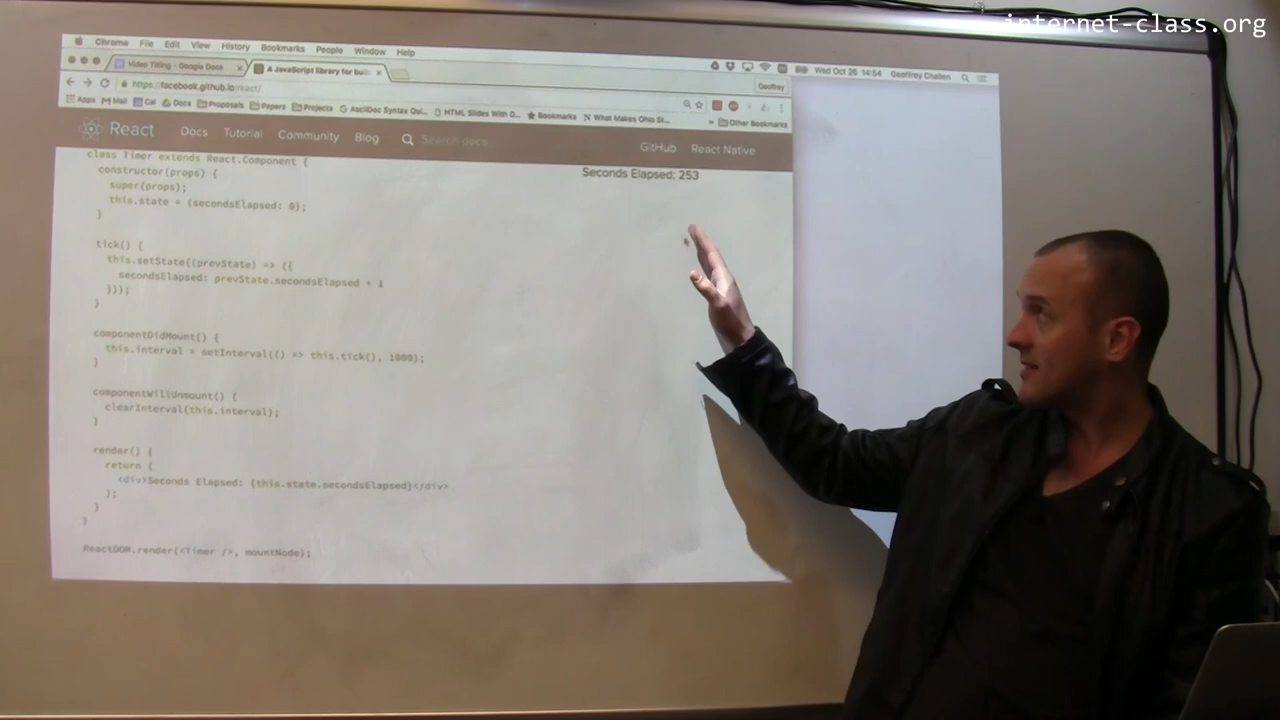 internet-class.org
Chrome File Edit View History Bookmarks People Window Help
Wed Oct 26 14:54 Geoffrey Challen
Video Titling - Google Docs
A JavaScript library for buil
Geoffrey
https://facebook.github.io/react/
Apps Mail Cal Docs Proposals Papers Projects AsciiDoc Syntax Qui... HTML Slides With D... Bookmarks What Makes Ohio St... » Other Bookmarks
React Docs Tutorial Community Blog Search docs... GitHub React Native
class Timer extends React.Component {
constructor(props) {
super(props);
this.state = {secondsElapsed: 0};
}
Seconds Elapsed: 253
tick() {
this.setState((prevState) => ({
secondsElapsed: prevState.secondsElapsed + 1
}));
}
componentDidMount() {
this.interval = setInterval(() => this.tick(), 1000);
}
componentWillUnmount() {
clearInterval(this.interval);
}
render() {
return (
<div>Seconds Elapsed: {this.state.secondsElapsed}</div>
);
}
}
ReactDOM.render(<Timer />, mountNode);